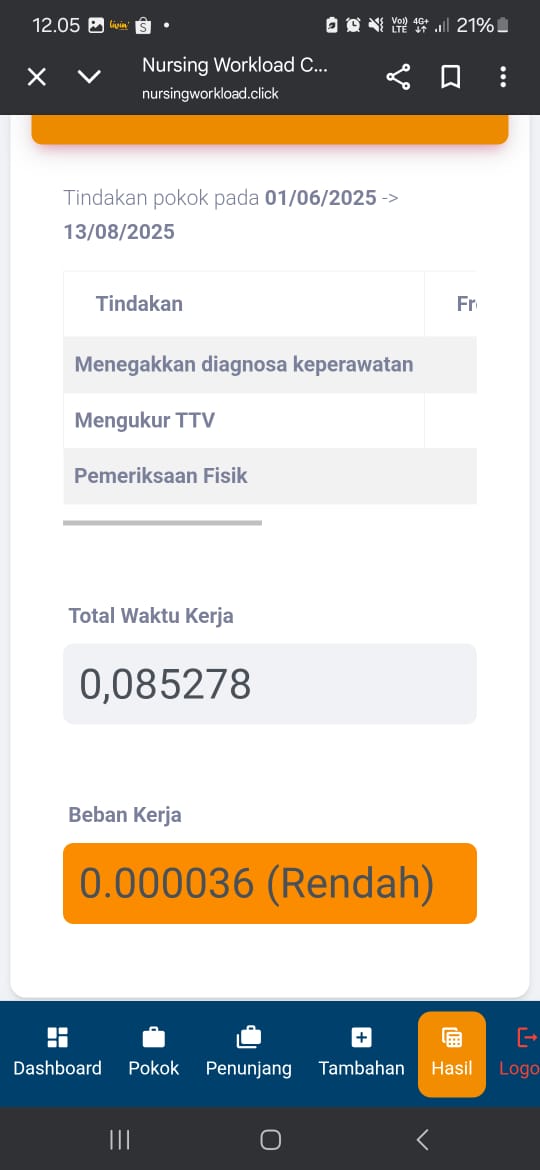 12.05 livin' S VoD LTE 4G+ 21%
Nursing Workload C...
nursingworkload.click
Tindakan pokok pada 01/06/2025 ->
13/08/2025
Tindakan Fr
Menegakkan diagnosa keperawatan
Mengukur TTV
Pemeriksaan Fisik
Total Waktu Kerja
0,085278
Beban Kerja
0.000036 (Rendah)
Dashboard Pokok Penunjang Tambahan Hasil Logo